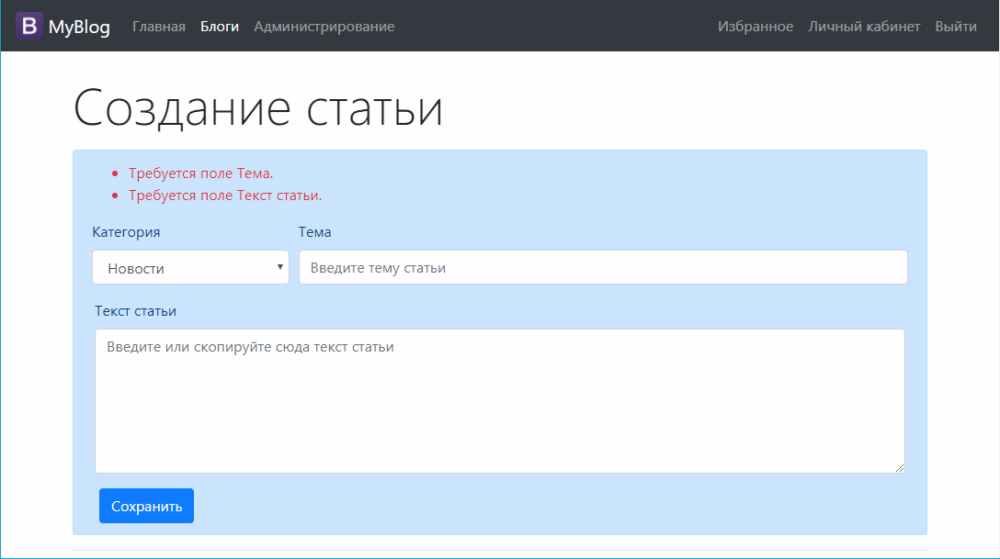 B MyBlog Главная Блоги Администрирование Избранное Личный кабинет Выйти
Создание статьи
Требуется поле Тема.
Требуется поле Текст статьи.
Категория Тема
Новости Введите тему статьи
Текст статьи
Введите или скопируйте сюда текст статьи
Сохранить